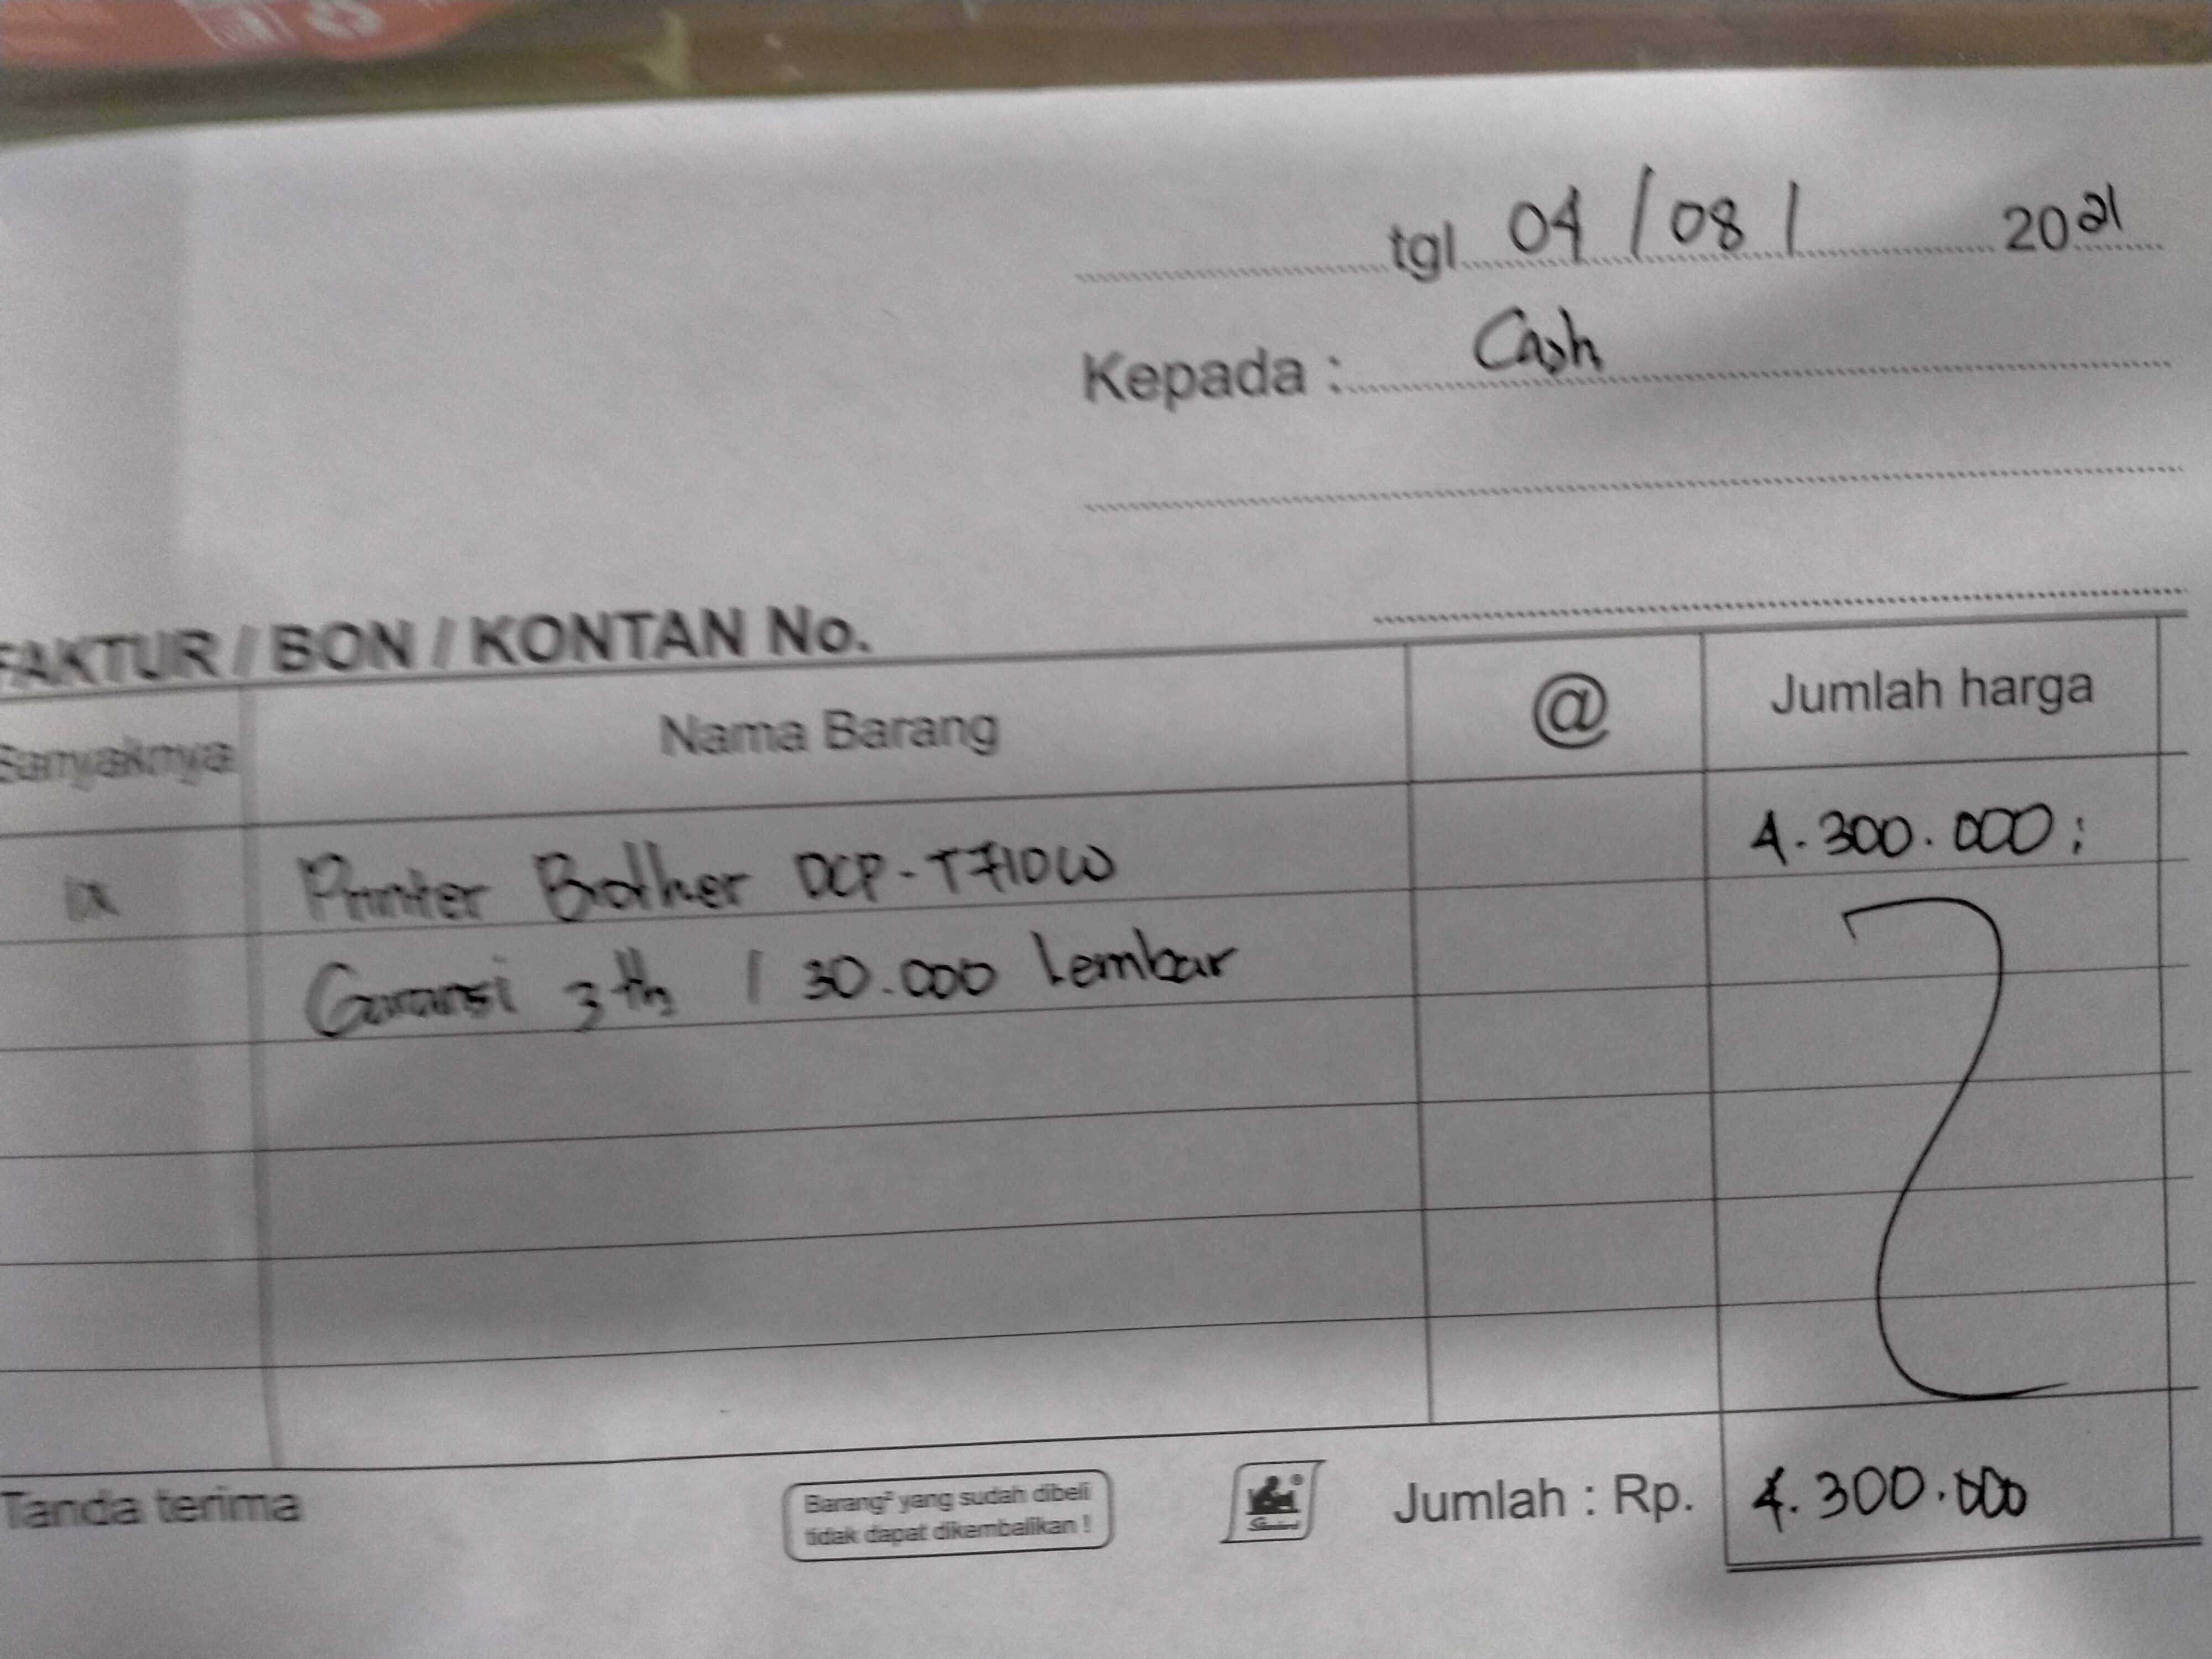 tgl 04 / 08 / 2021
Kepada : Cash
FAKTUR / BON / KONTAN No.
Banyaknya Nama Barang @ Jumlah harga
1x Printer Brother DCP-T710W 4.300.000;
Garansi 3 th / 30.000 Lembar
Tanda terima
Barang² yang sudah dibeli
tidak dapat dikembalikan !
Jumlah : Rp. 4.300.000